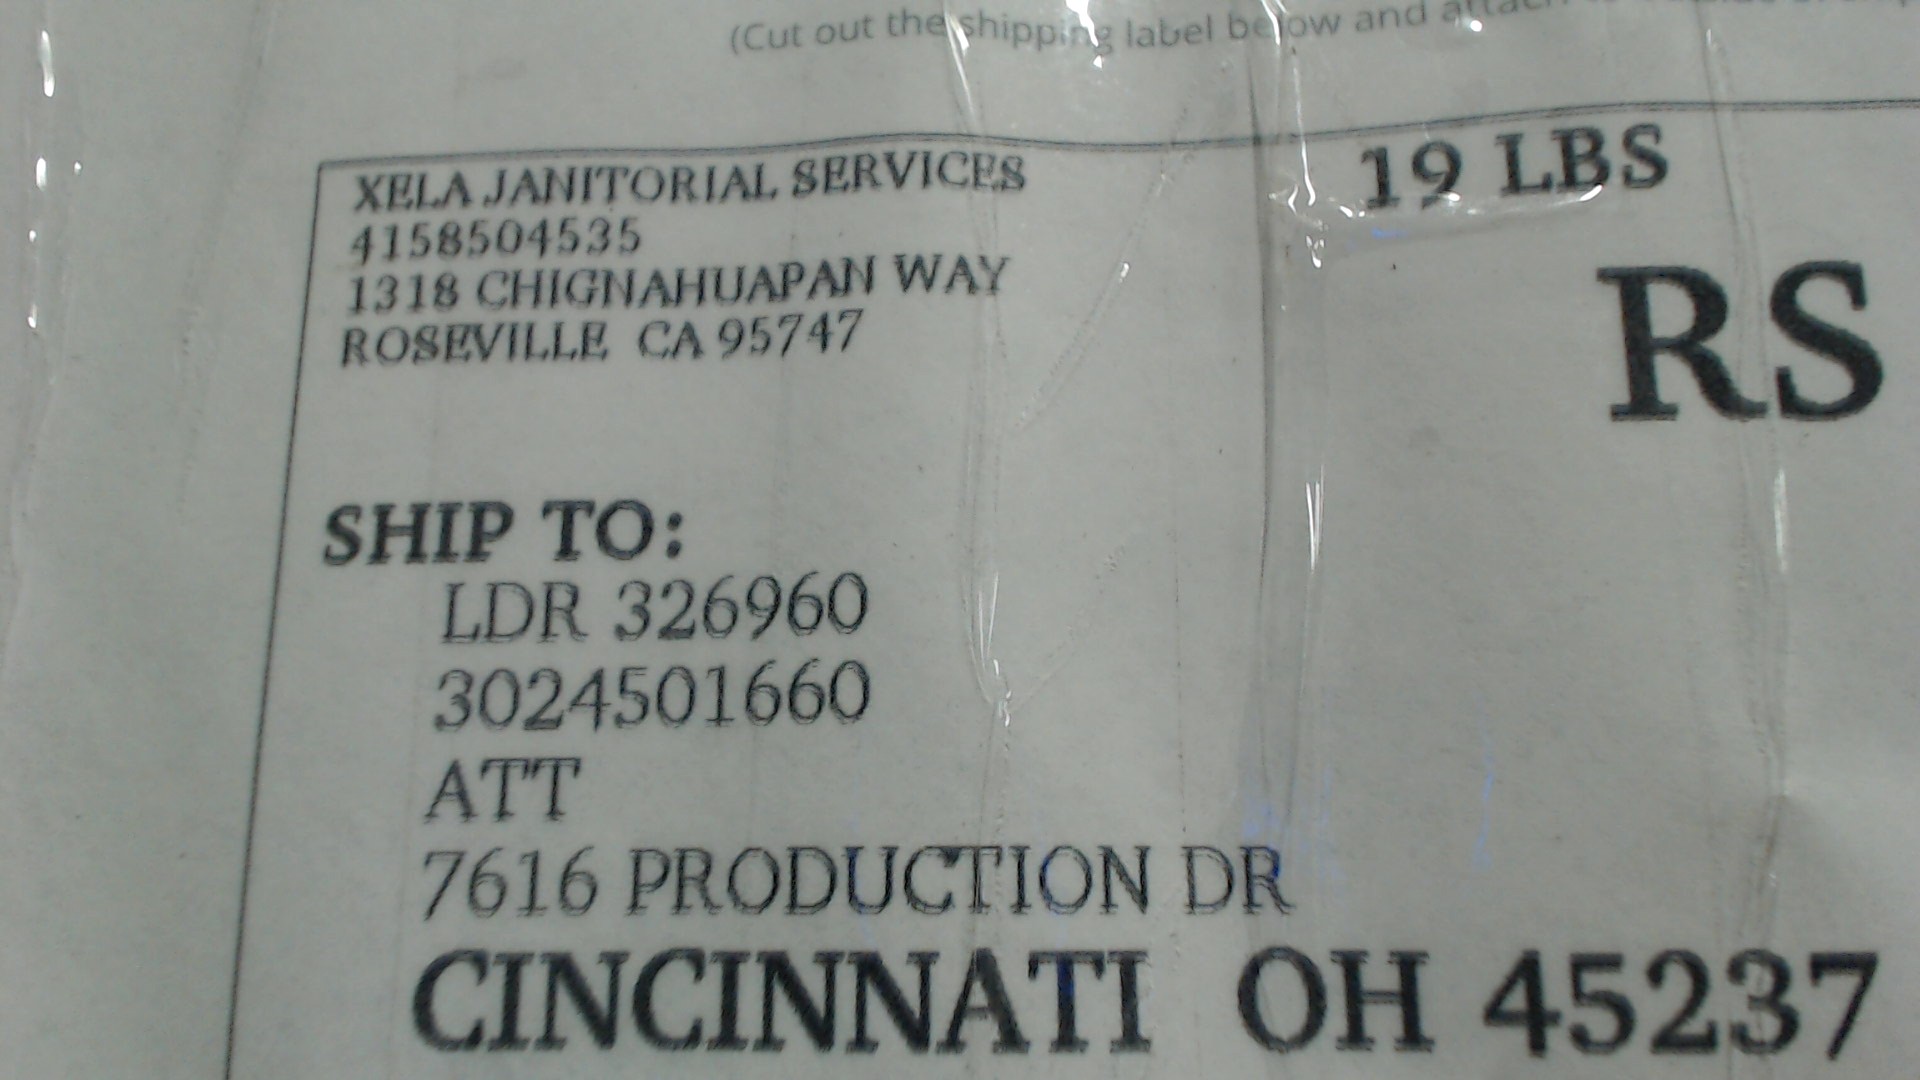 (Cut out the shipping label below and attach
XELA JANITORIAL SERVICES
4158504535
1318 CHIGNAHUAPAN WAY
ROSEVILLE CA 95747
19 LBS
RS
SHIP TO:
LDR 326960
3024501660
ATT
7616 PRODUCTION DR
CINCINNATI OH 45237